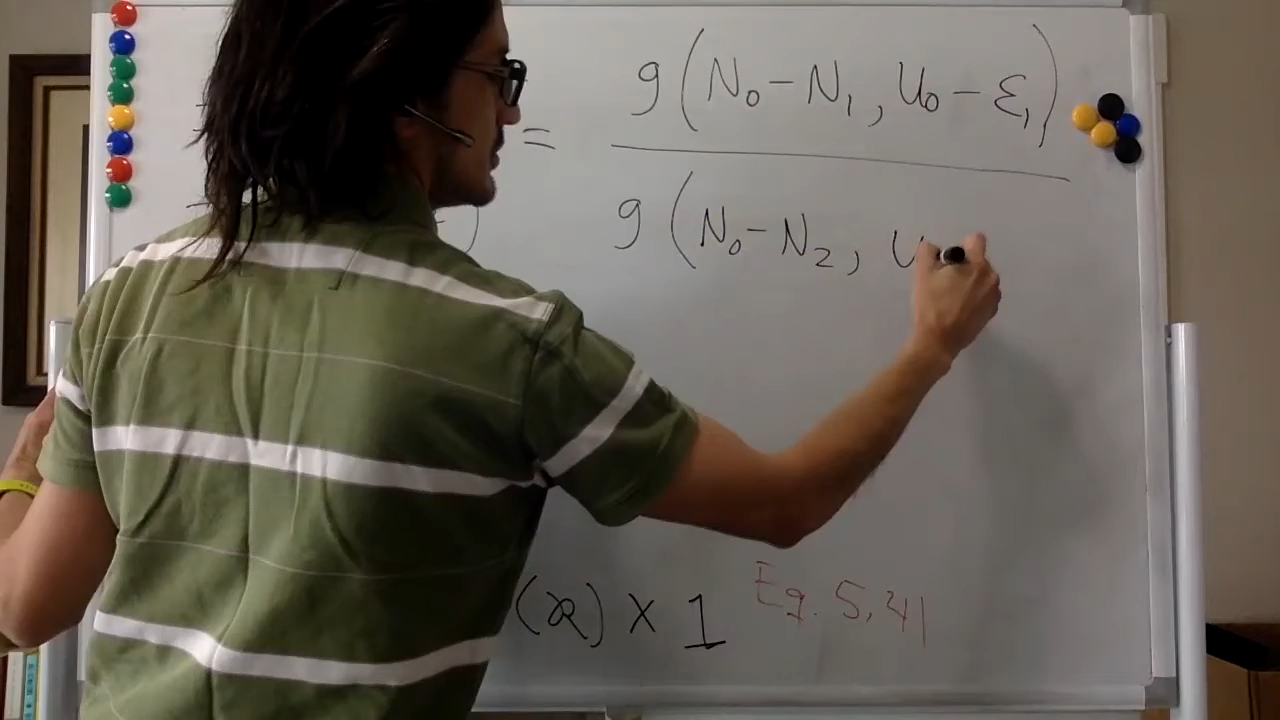 = g(N₀ - N₁, U₀ - ε₁)
g(N₀ - N₂, U
(R) x 1 Eq. 5.41